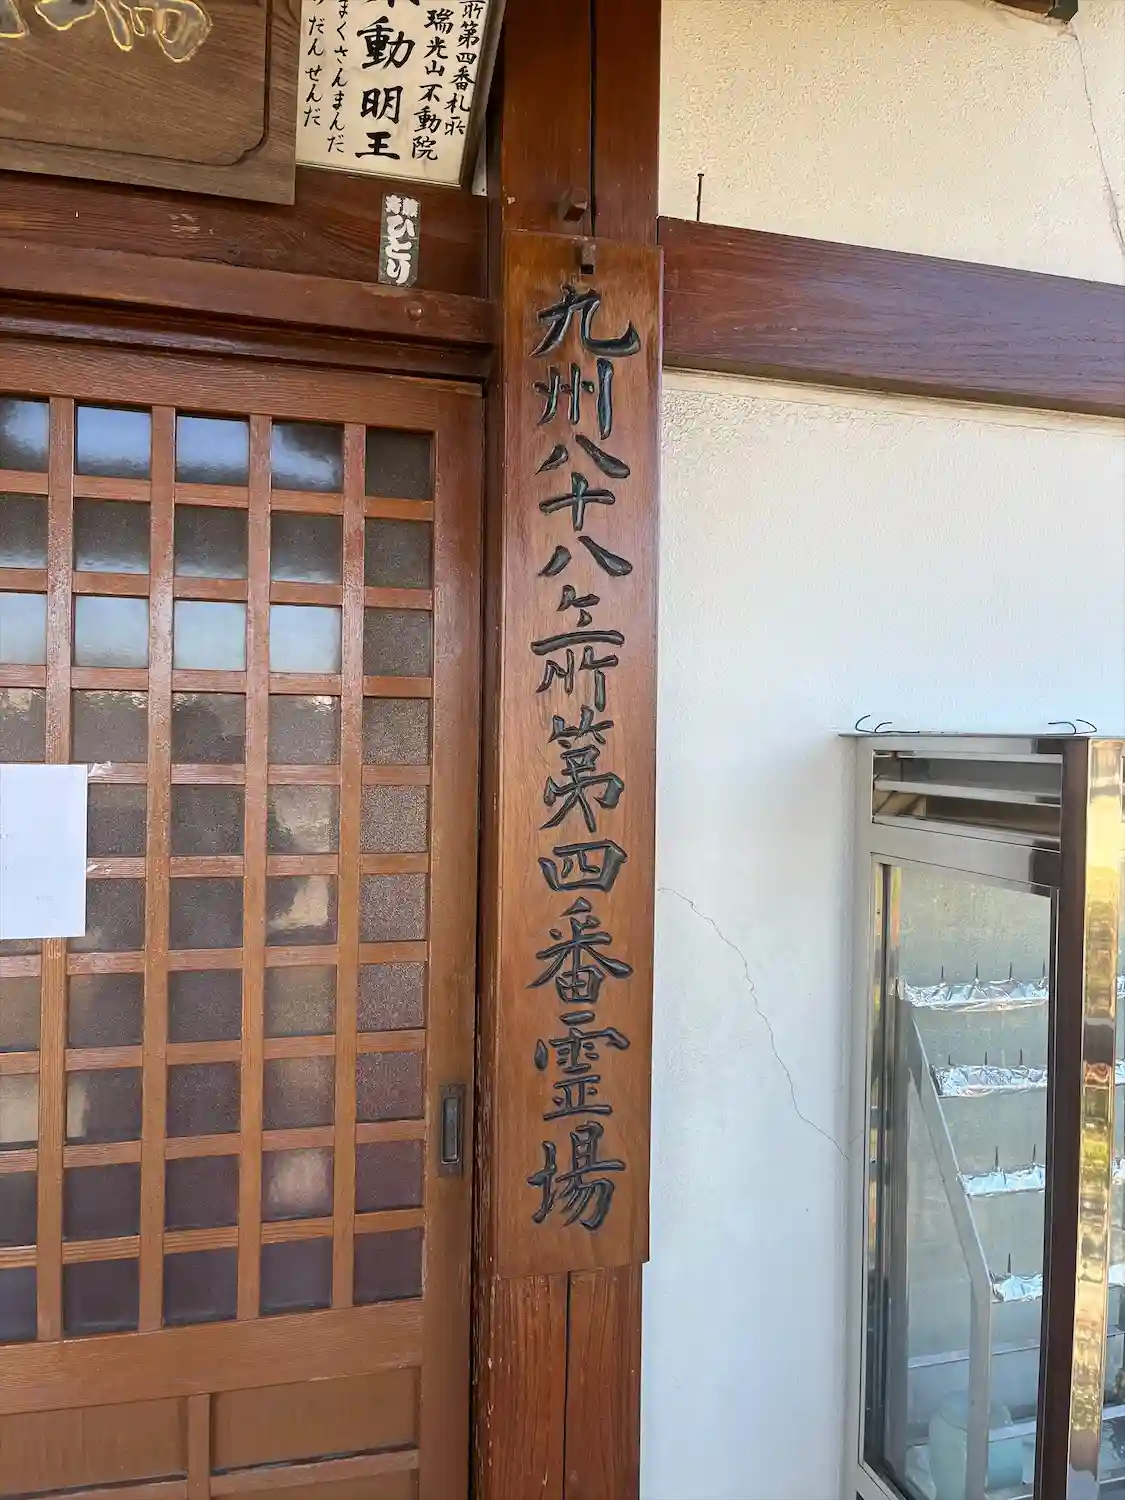 所第四番札所
瑞光山不動院
不動明王
まくさんまんだ
だんせんだ
ひとり
九州八十八ヶ所第四番霊場